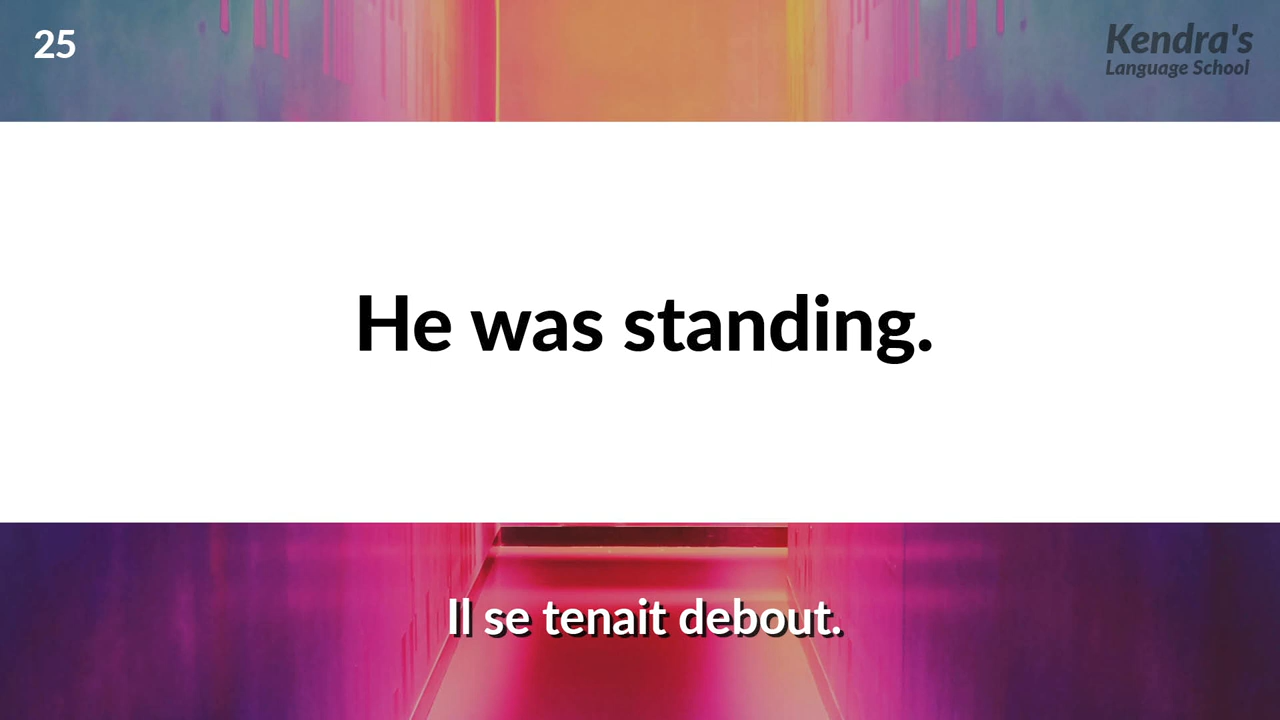 25
Kendra's
Language School
He was standing.
Il se tenait debout.